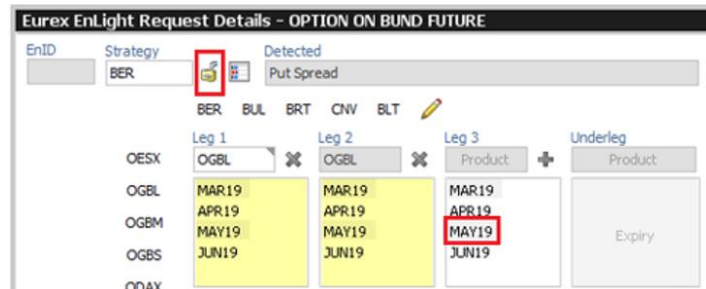 Eurex EnLight Request Details - OPTION ON BUND FUTURE
EnID Strategy Detected
BER Put Spread
BER BUL BRT CNV BLT
Leg 1 Leg 2 Leg 3 Underleg
OESX OGBL OGBL Product Product
OGBL MAR19 MAR19 MAR19
APR19 APR19 APR19
OGBM MAY19 MAY19 MAY19 Expiry
OGBS JUN19 JUN19 JUN19
ODAX